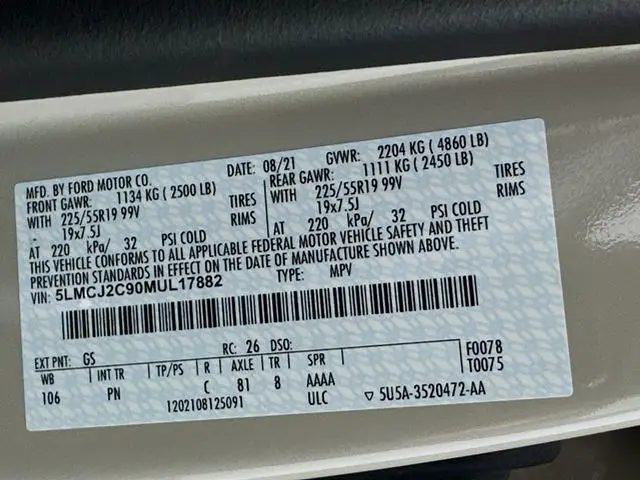 MFD. BY FORD MOTOR CO. DATE: 08/21 GVWR: 2204 KG ( 4860 LB)
FRONT GAWR: 1134 KG ( 2500 LB) REAR GAWR: 1111 KG ( 2450 LB)
WITH 225/55R19 99V TIRES WITH 225/55R19 99V TIRES
- 19x7.5J RIMS - 19x7.5J RIMS
AT 220 kPa/ 32 PSI COLD AT 220 kPa/ 32 PSI COLD
THIS VEHICLE CONFORMS TO ALL APPLICABLE FEDERAL MOTOR VEHICLE SAFETY AND THEFT
PREVENTION STANDARDS IN EFFECT ON THE DATE OF MANUFACTURE SHOWN ABOVE.
VIN: 5LMCJ2C90MUL17882 TYPE: MPV
EXT PNT: GS RC: 26 DSO: F0078
WB INT TR TP/PS R AXLE TR SPR T0075
106 PN C 81 8 AAAA
1202108125091 ULC ▽ 5U5A-3520472-AA